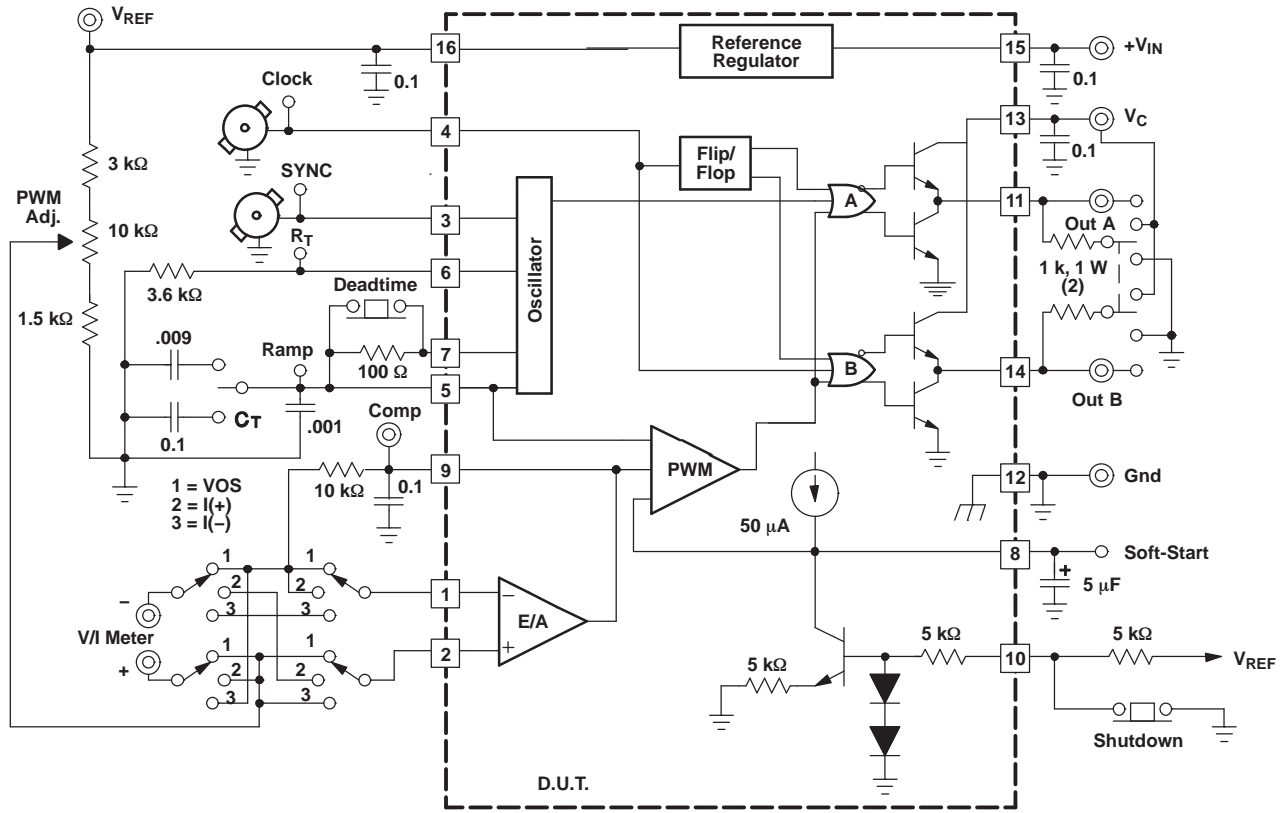 VREF
16
Reference
Regulator
15
+VIN
0.1
0.1
Clock
4
13
VC
0.1
3 kΩ
Flip/
Flop
SYNC
PWM
Adj.
10 kΩ
3
A
11
Out A
RT
6
3.6 kΩ
Oscillator
1 k, 1 W
(2)
Deadtime
1.5 kΩ
.009
Ramp
7
100 Ω
B
14
Out B
5
CT
0.1
.001
Comp
9
PWM
10 kΩ
0.1
12
Gnd
1 = VOS
2 = I(+)
3 = I(–)
50 μA
8
Soft-Start
+
5 μF
1
1
2
2
3
3
–
V/I Meter
+
1
–
E/A
+
2
1
1
2
2
3
3
5 kΩ
5 kΩ
10
5 kΩ
VREF
Shutdown
D.U.T.